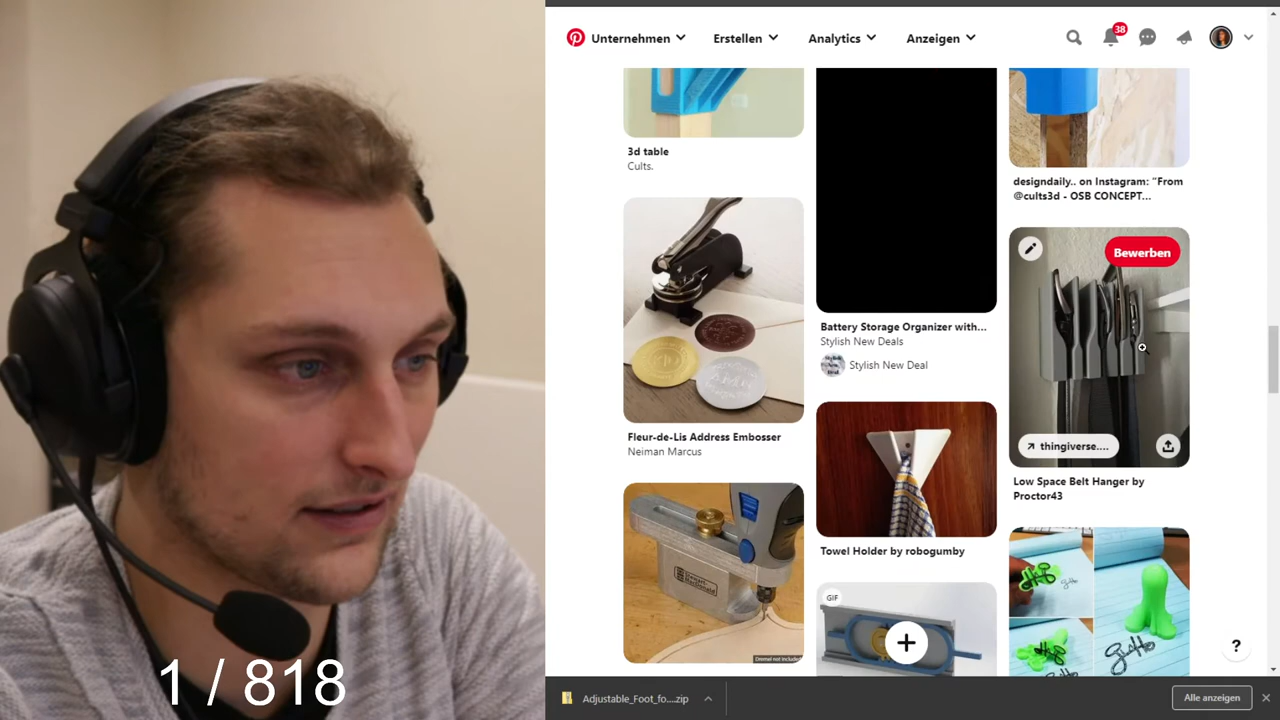 Unternehmen
Erstellen
Analytics
Anzeigen
38
3d table
Cults.
designdaily.. on Instagram: "From
@cults3d - OSB CONCEPT...
Bewerben
Battery Storage Organizer with...
Stylish New Deals
Stylish New Deal
Fleur-de-Lis Address Embosser
Neiman Marcus
thingiverse....
Low Space Belt Hanger by
Proctor43
Towel Holder by robogumby
GIF
?
1 / 818
Adjustable_Foot_fo....zip
Alle anzeigen